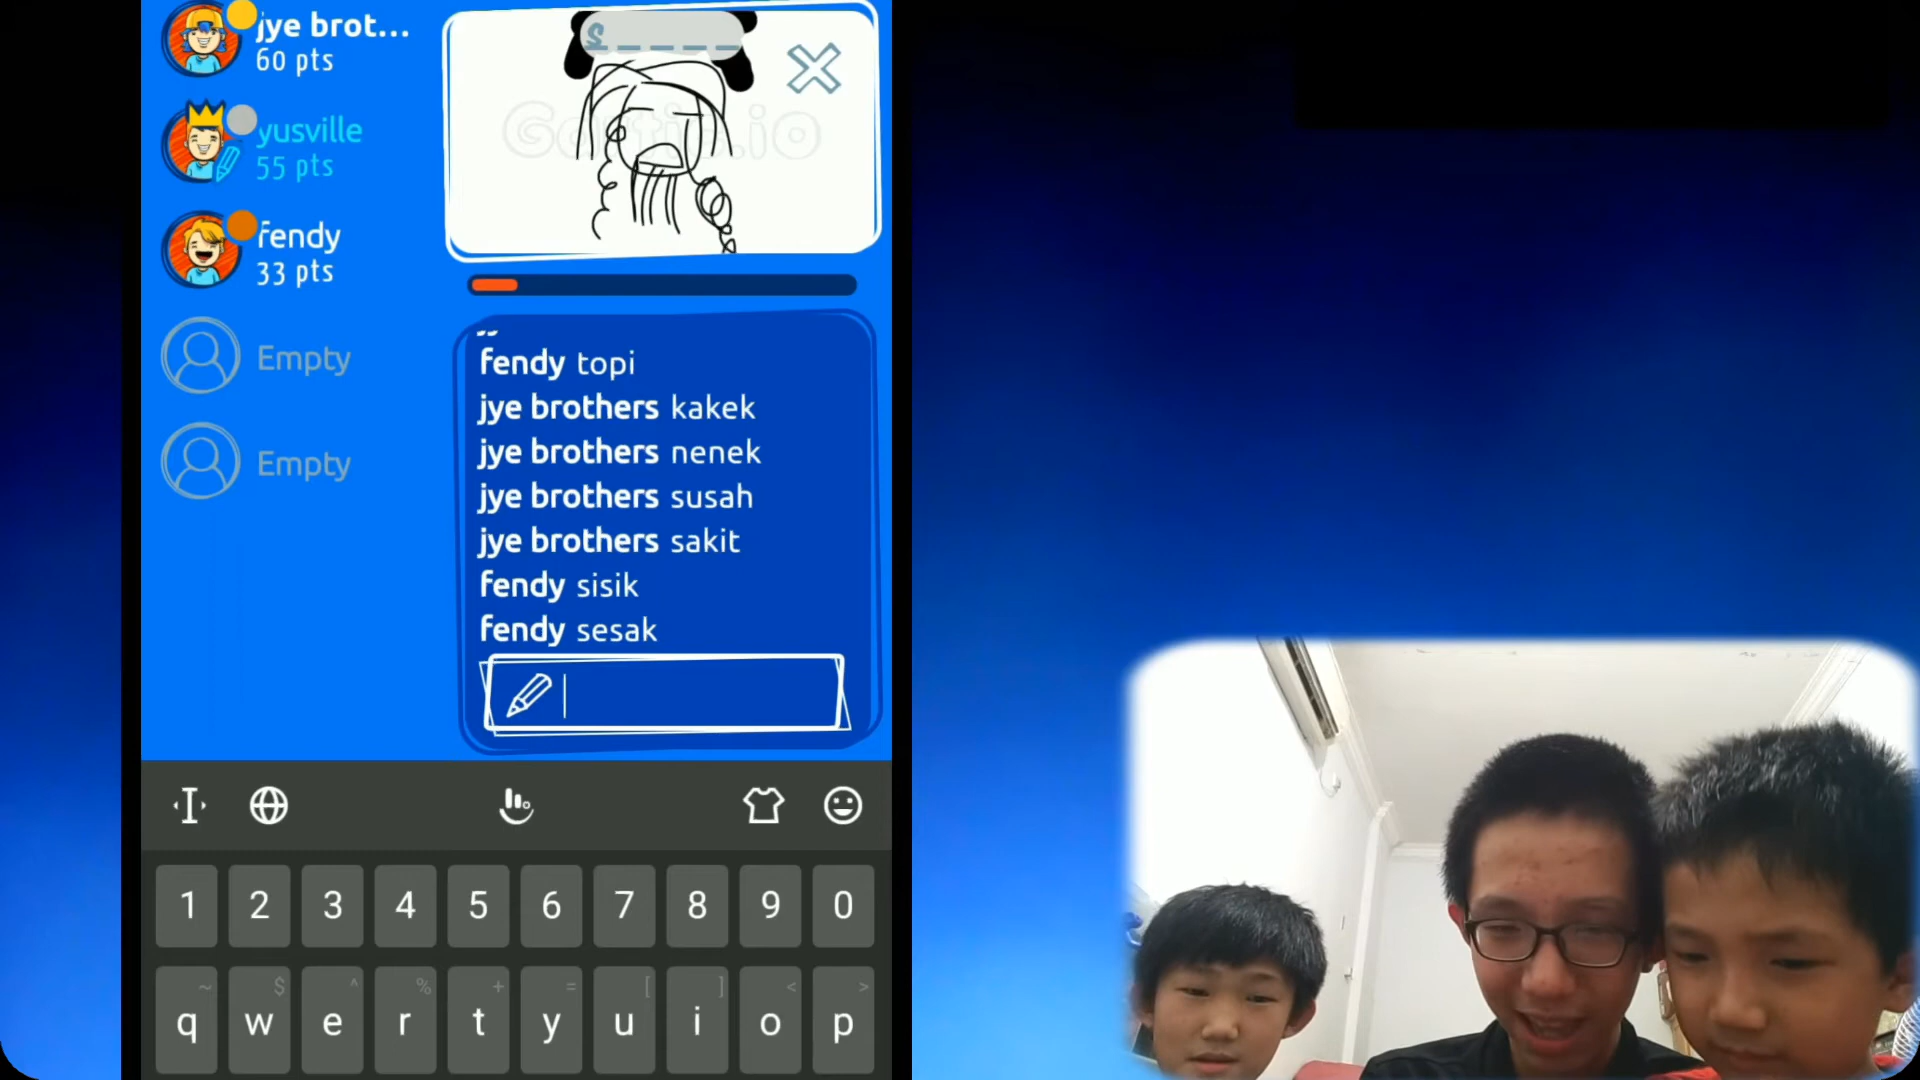 jye brot...
60 pts
yusville
55 pts
fendy
33 pts
Empty
Empty
S _ _ _ _ _
Gartic.io
fendy topi
jye brothers kakek
jye brothers nenek
jye brothers susah
jye brothers sakit
fendy sisik
fendy sesak
1 2 3 4 5 6 7 8 9 0
~ $ ^ % + = [ ] < >
q w e r t y u i o p